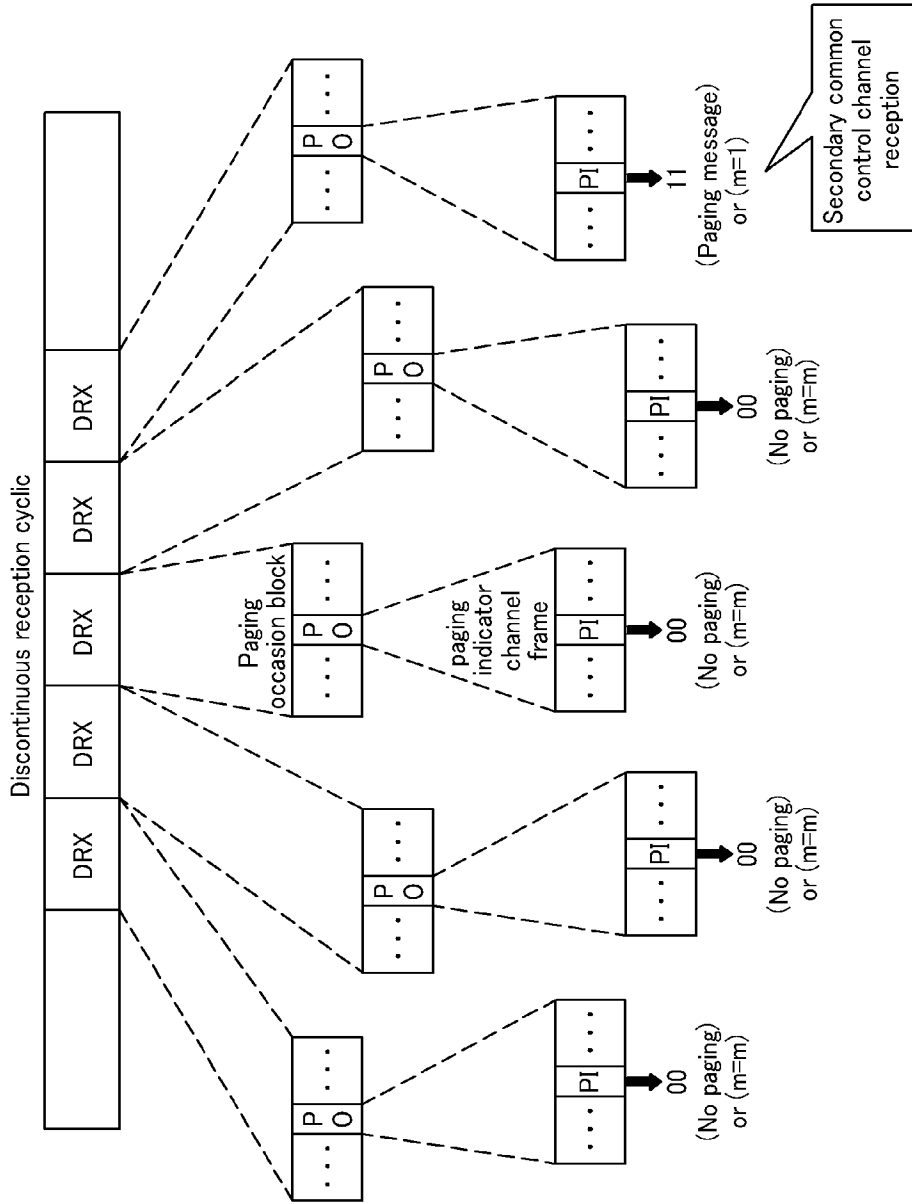 Discontinuous reception cyclic
DRX
DRX
DRX
DRX
DRX
Paging
occasion block
P
O
P
O
P
O
P
O
P
O
paging
indicator
channel
frame
PI
PI
PI
PI
PI
00
(No paging)
or (m=m)
00
(No paging)
or (m=m)
00
(No paging)
or (m=m)
00
(No paging)
or (m=m)
11
(Paging message)
or (m=1)
Secondary common
control channel
reception